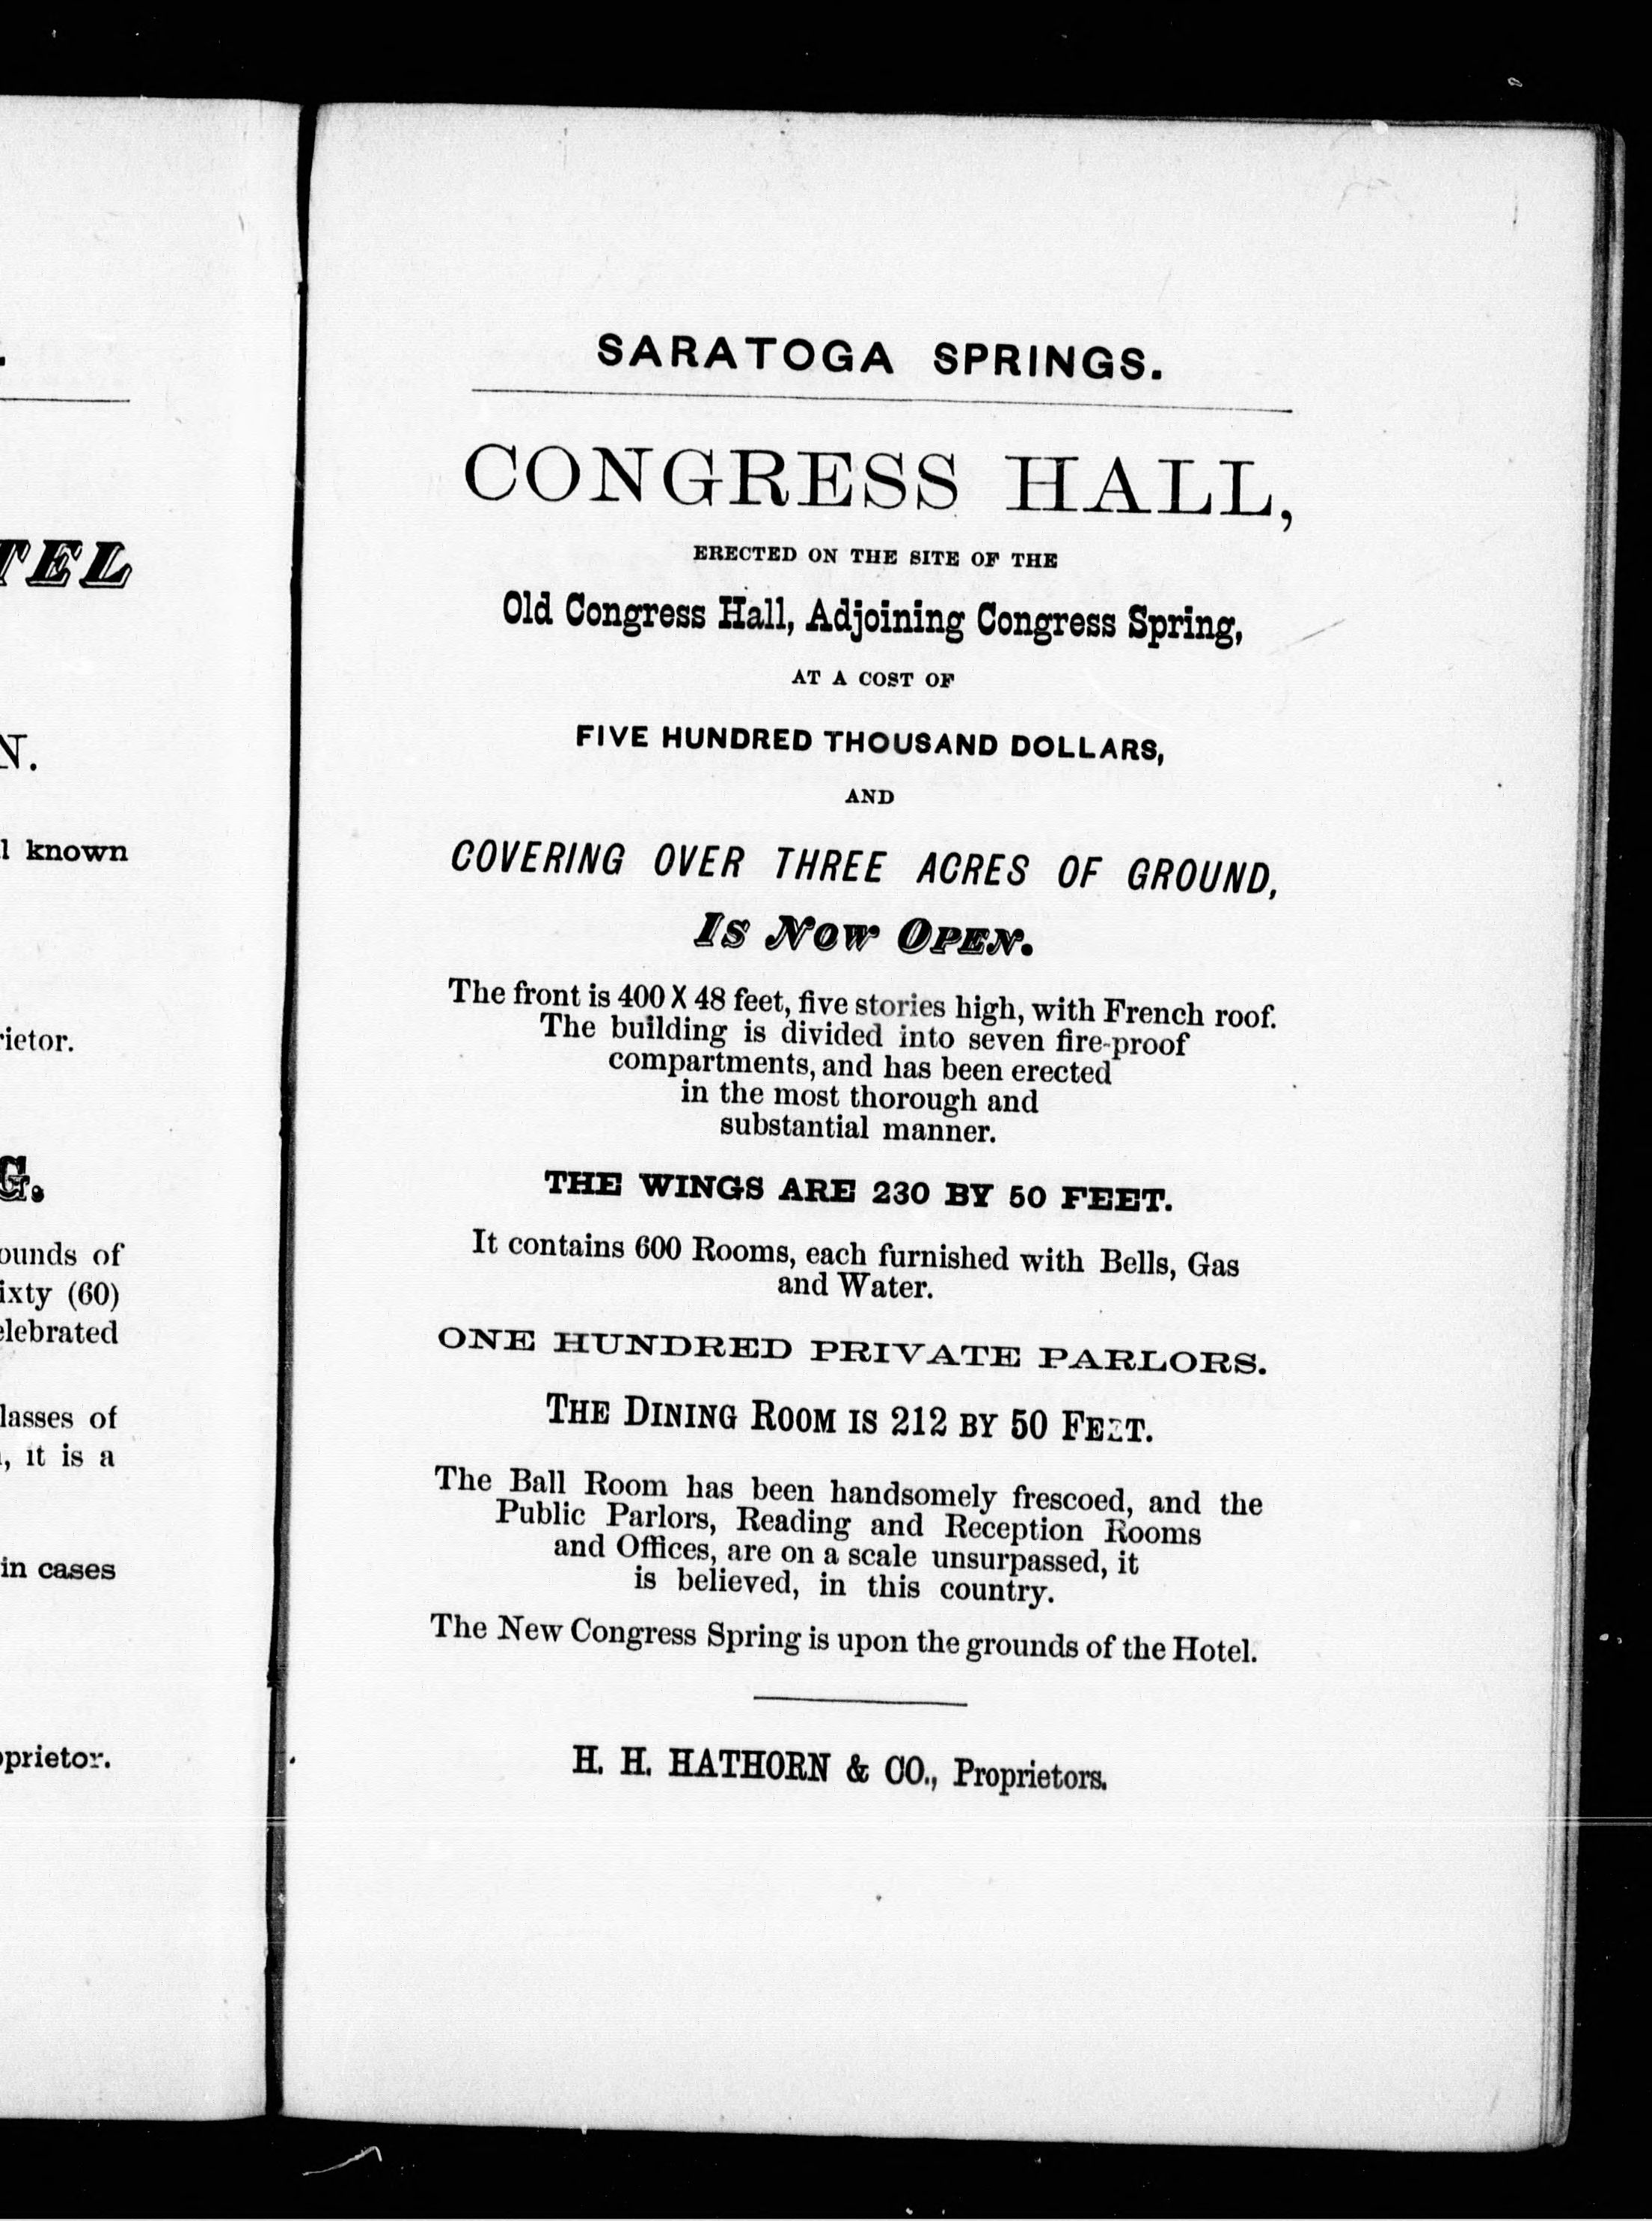 TEL
N.
known
G.
of
(60)
of
it is a
in cases
SARATOGA SPRINGS.
CONGRESS HALL,
ERECTED ON THE SITE OF THE
Old Congress Hall, Adjoining Congress Spring,
AT A COST OF
FIVE HUNDRED THOUSAND DOLLARS,
AND
COVERING OVER THREE ACRES OF GROUND,
IS NOW OPEN.
The front is 400 X 48 feet, five stories high, with French roof.
The building is divided into seven fire-proof
compartments, and has been erected
in the most thorough and
substantial manner.
THE WINGS ARE 230 BY 50 FEET.
It contains 600 Rooms, each furnished with Bells, Gas
and Water.
ONE HUNDRED PRIVATE PARLORS.
THE DINING ROOM IS 212 BY 50 FEET.
The Ball Room has been handsomely frescoed, and the
Public Parlors, Reading and Reception Rooms
and Offices, are on a scale unsurpassed, it
is believed, in this country.
The New Congress Spring is upon the grounds of the Hotel.
H. H. HATHORN & CO., Proprietors.